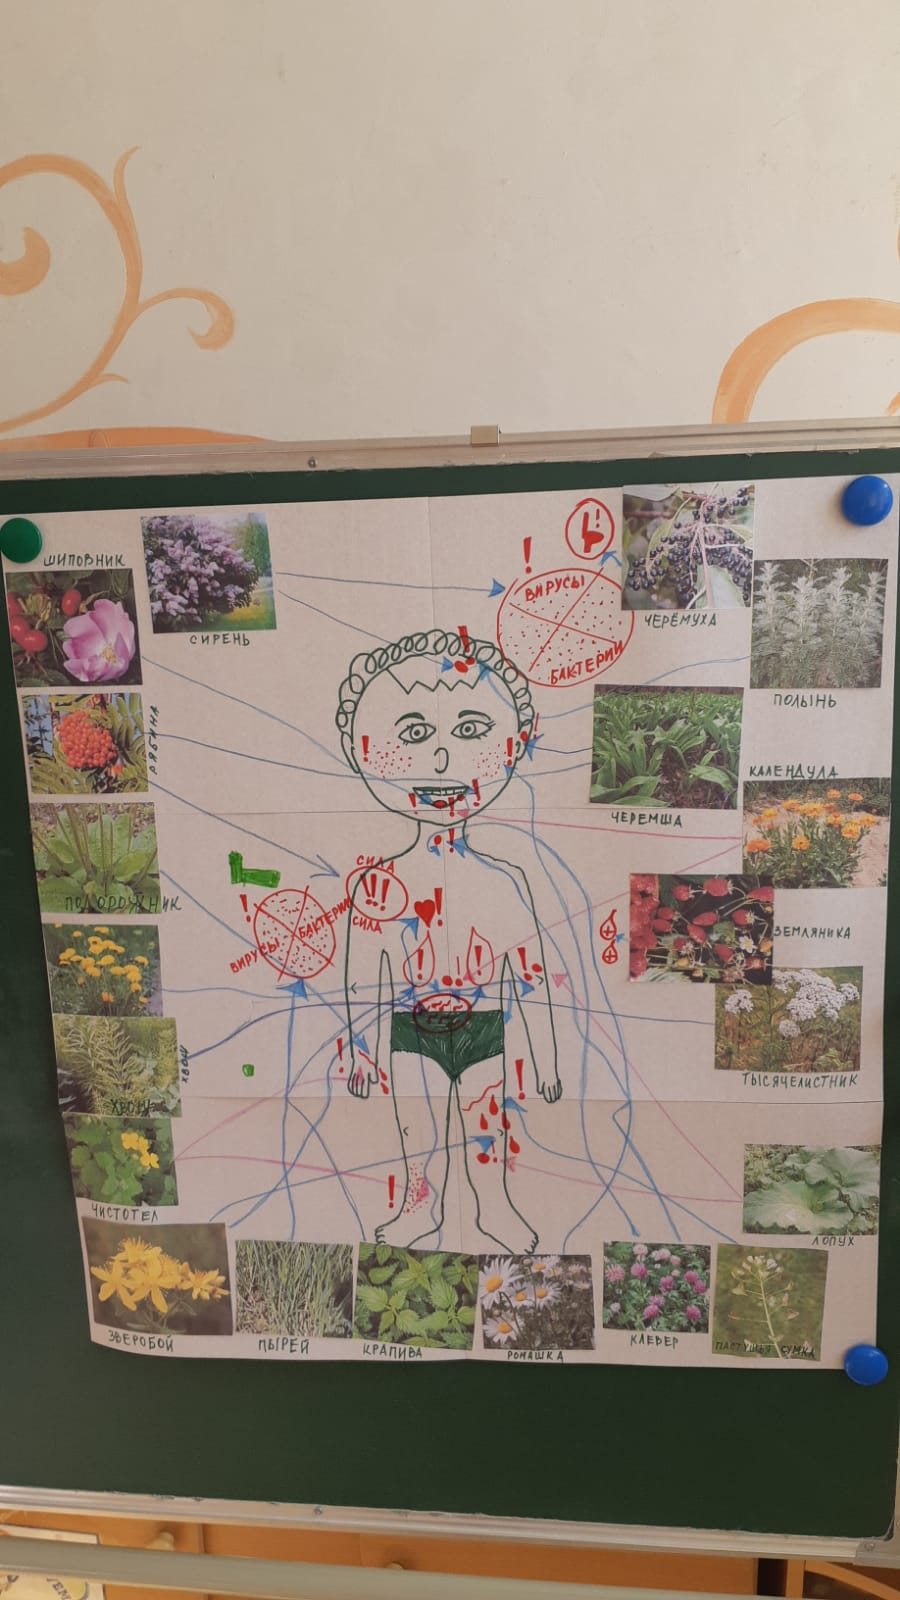 ШИПОВНИК
СИРЕНЬ
ВИРУСЫ
БАКТЕРИИ
ЧЕРЁМУХА
ПОЛЫНЬ
РЯБИНА
ЧЕРЕМША
КАЛЕНДУЛА
ПОДОРОЖНИК
СИЛА
!!!
СИЛА
ВИРУСЫ
БАКТЕРИИ
ЗЕМЛЯНИКА
ХВОЩ
ХВОЩ
ТЫСЯЧЕЛИСТНИК
ЧИСТОТЕЛ
ЛОПУХ
ЗВЕРОБОЙ
ПЫРЕЙ
КРАПИВА
РОМАШКА
КЛЕВЕР
ПАСТУШЬЯ СУМКА